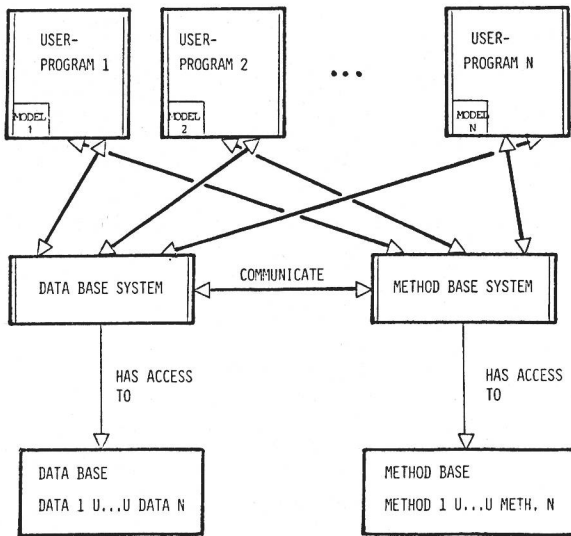 USER-
PROGRAM 1
MODEL
1
USER-
PROGRAM 2
MODEL
2
...
USER-
PROGRAM N
MODEL
N
DATA BASE SYSTEM
COMMUNICATE
METHOD BASE SYSTEM
HAS ACCESS
TO
HAS ACCESS
TO
DATA BASE
DATA 1 U...U DATA N
METHOD BASE
METHOD 1 U...U METH. N